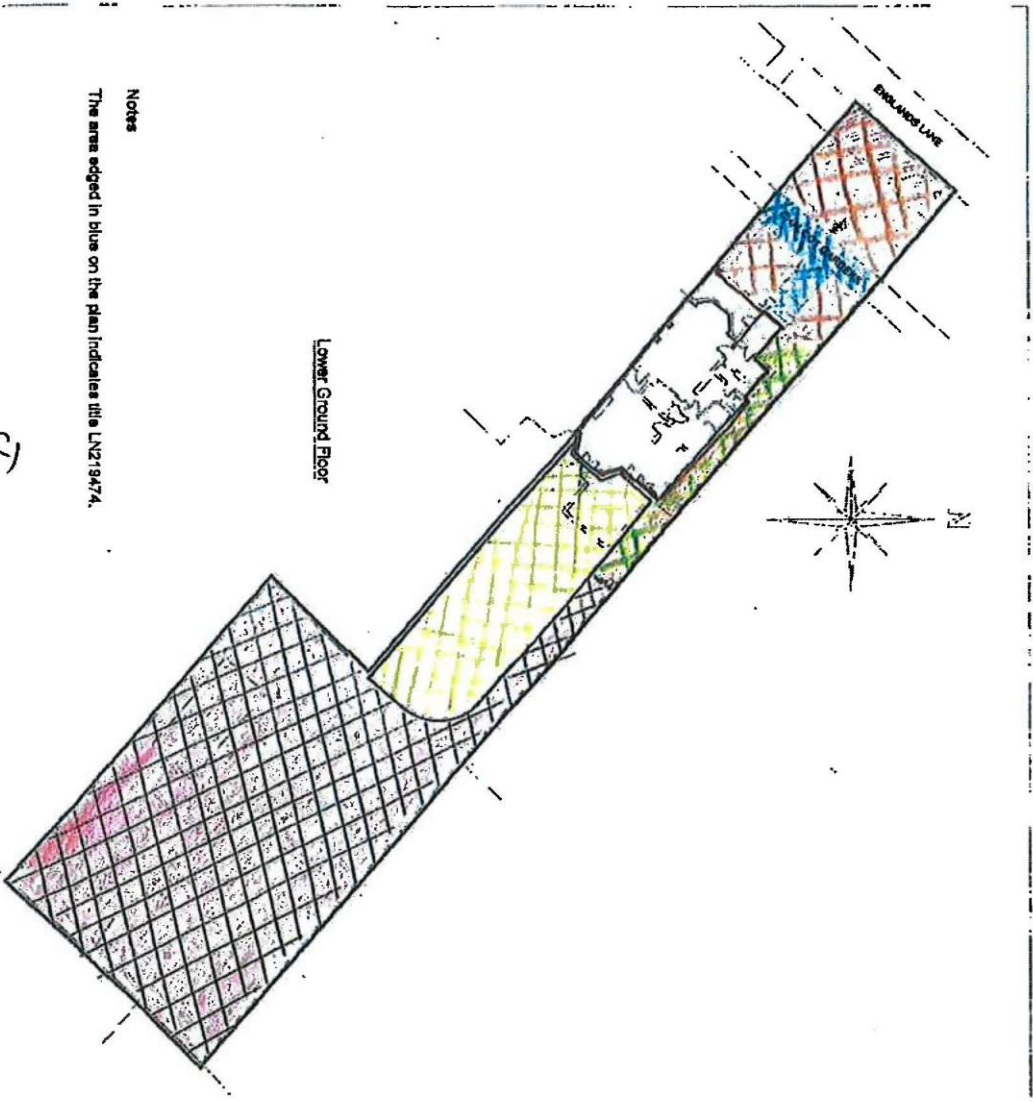 ENGLANDS LANE
N
Lower Ground Floor
Notes
The area edged in blue on the plan indicates title LN219474.